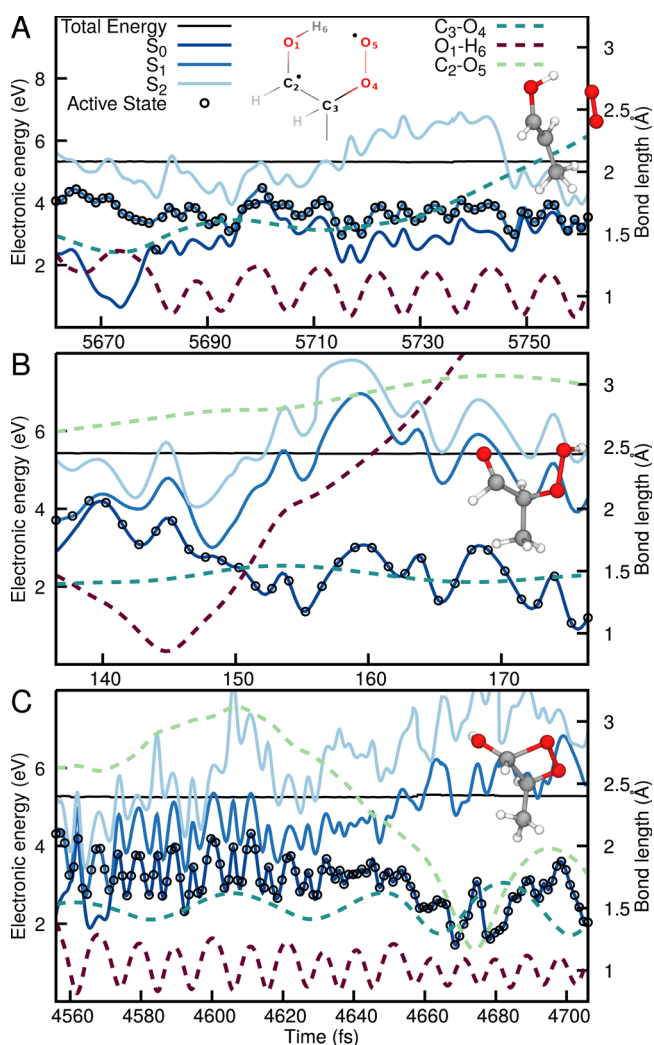 A
Total Energy
S0
S1
S2
Active State
H6
O1
O5
C2
O4
H
C3
H
C3-O4
O1-H6
C2-O5
Electronic energy (eV)
8
6
4
2
Bond length (Å)
3
2.5
2
1.5
1
5670 5690 5710 5730 5750
B
Electronic energy (eV)
6
4
2
Bond length (Å)
3
2.5
2
1.5
1
140 150 160 170
C
Electronic energy (eV)
6
4
2
Bond length (Å)
3
2.5
2
1.5
1
4560 4580 4600 4620 4640 4660 4680 4700
Time (fs)